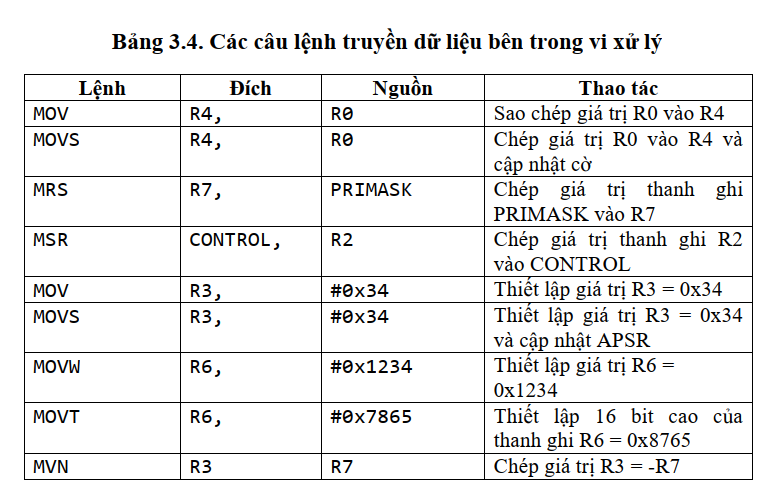 Bảng 3.4. Các câu lệnh truyền dữ liệu bên trong vi xử lý
Lệnh Đích Nguồn Thao tác
MOV R4, R0 Sao chép giá trị R0 vào R4
MOVS R4, R0 Chép giá trị R0 vào R4 và
cập nhật cờ
MRS R7, PRIMASK Chép giá trị thanh ghi
PRIMASK vào R7
MSR CONTROL, R2 Chép giá trị thanh ghi R2
vào CONTROL
MOV R3, #0x34 Thiết lập giá trị R3 = 0x34
MOVS R3, #0x34 Thiết lập giá trị R3 = 0x34
và cập nhật APSR
MOVW R6, #0x1234 Thiết lập giá trị R6 =
0x1234
MOVT R6, #0x7865 Thiết lập 16 bit cao của
thanh ghi R6 = 0x8765
MVN R3 R7 Chép giá trị R3 = -R7